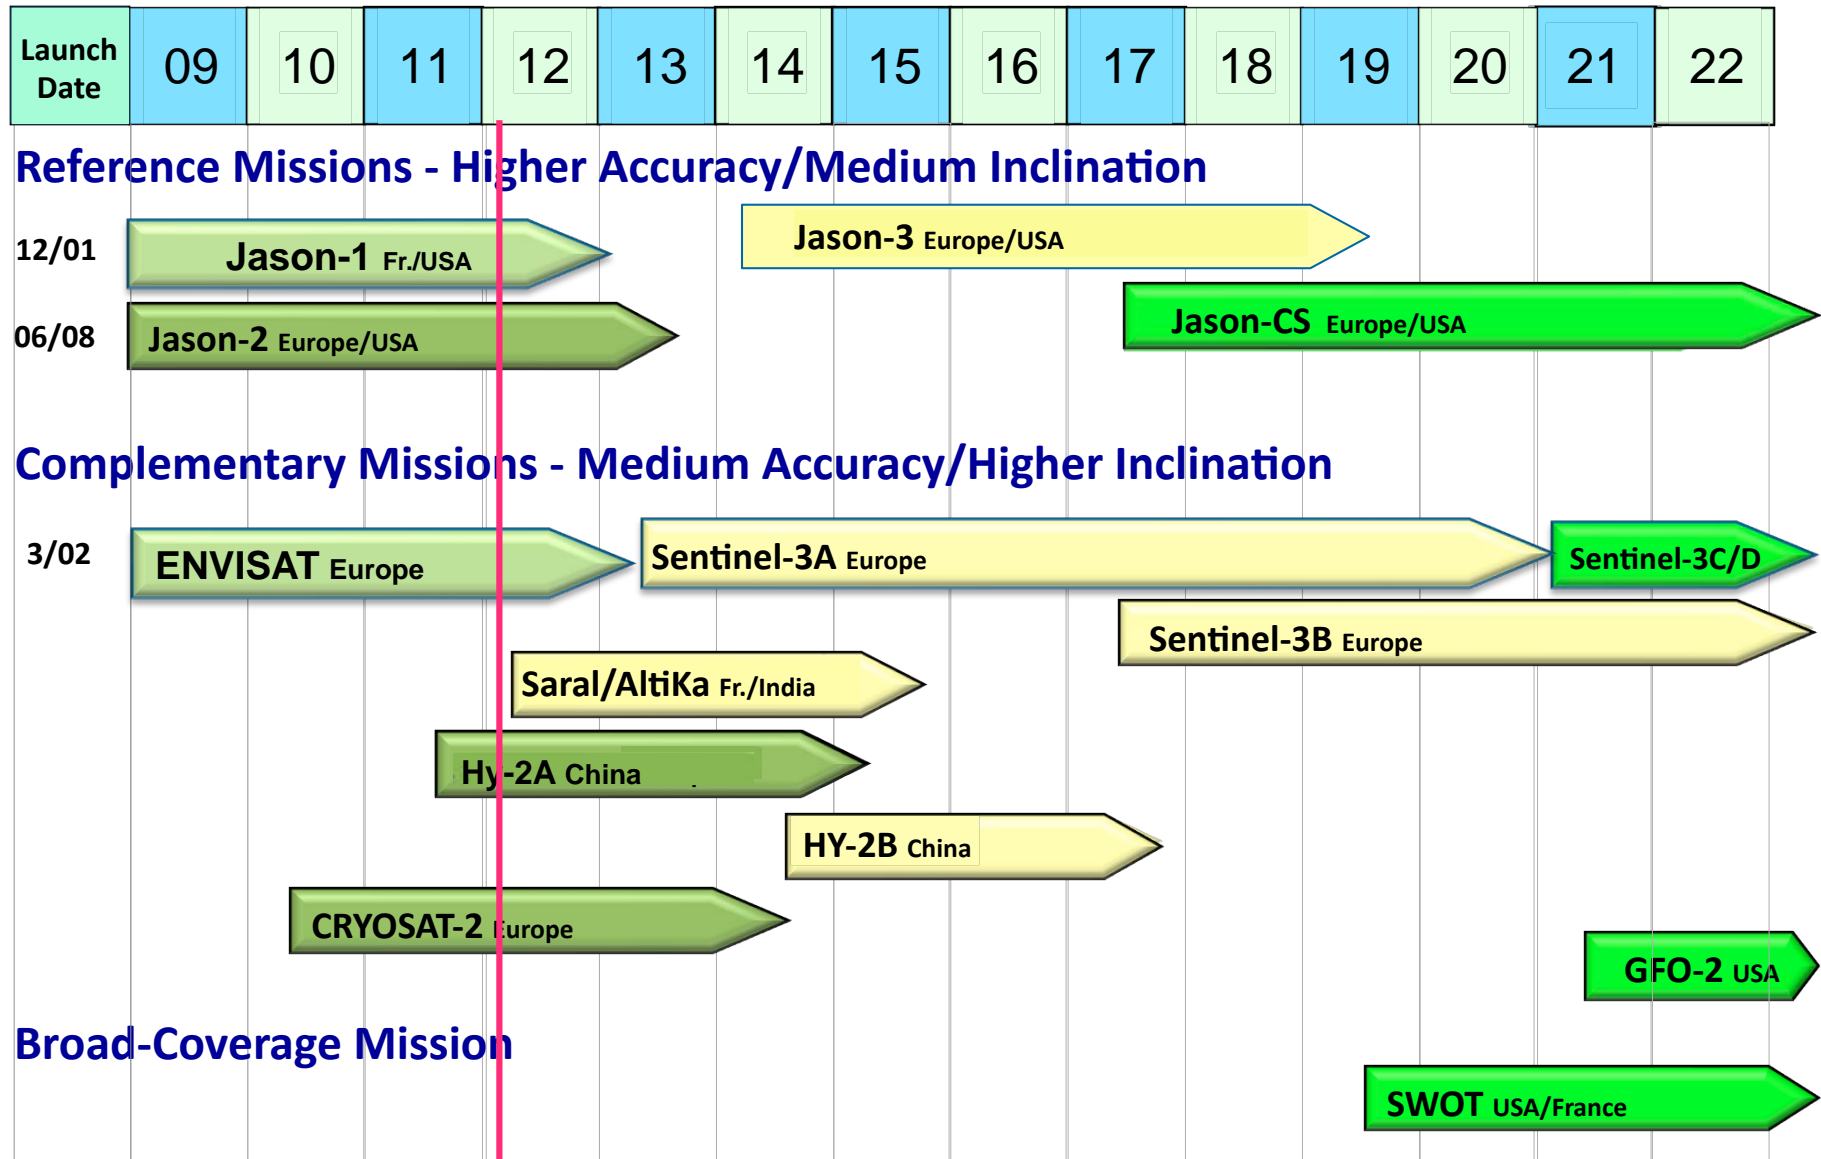 Launch Date 09 10 11 12 13 14 15 16 17 18 19 20 21 22
Reference Missions - Higher Accuracy/Medium Inclination
12/01 Jason-1 Fr./USA
Jason-3 Europe/USA
06/08 Jason-2 Europe/USA
Jason-CS Europe/USA
Complementary Missions - Medium Accuracy/Higher Inclination
3/02 ENVISAT Europe
Sentinel-3A Europe
Sentinel-3C/D
Sentinel-3B Europe
Saral/AltiKa Fr./India
Hy-2A China
HY-2B China
CRYOSAT-2 Europe
GFO-2 USA
Broad-Coverage Mission
SWOT USA/France